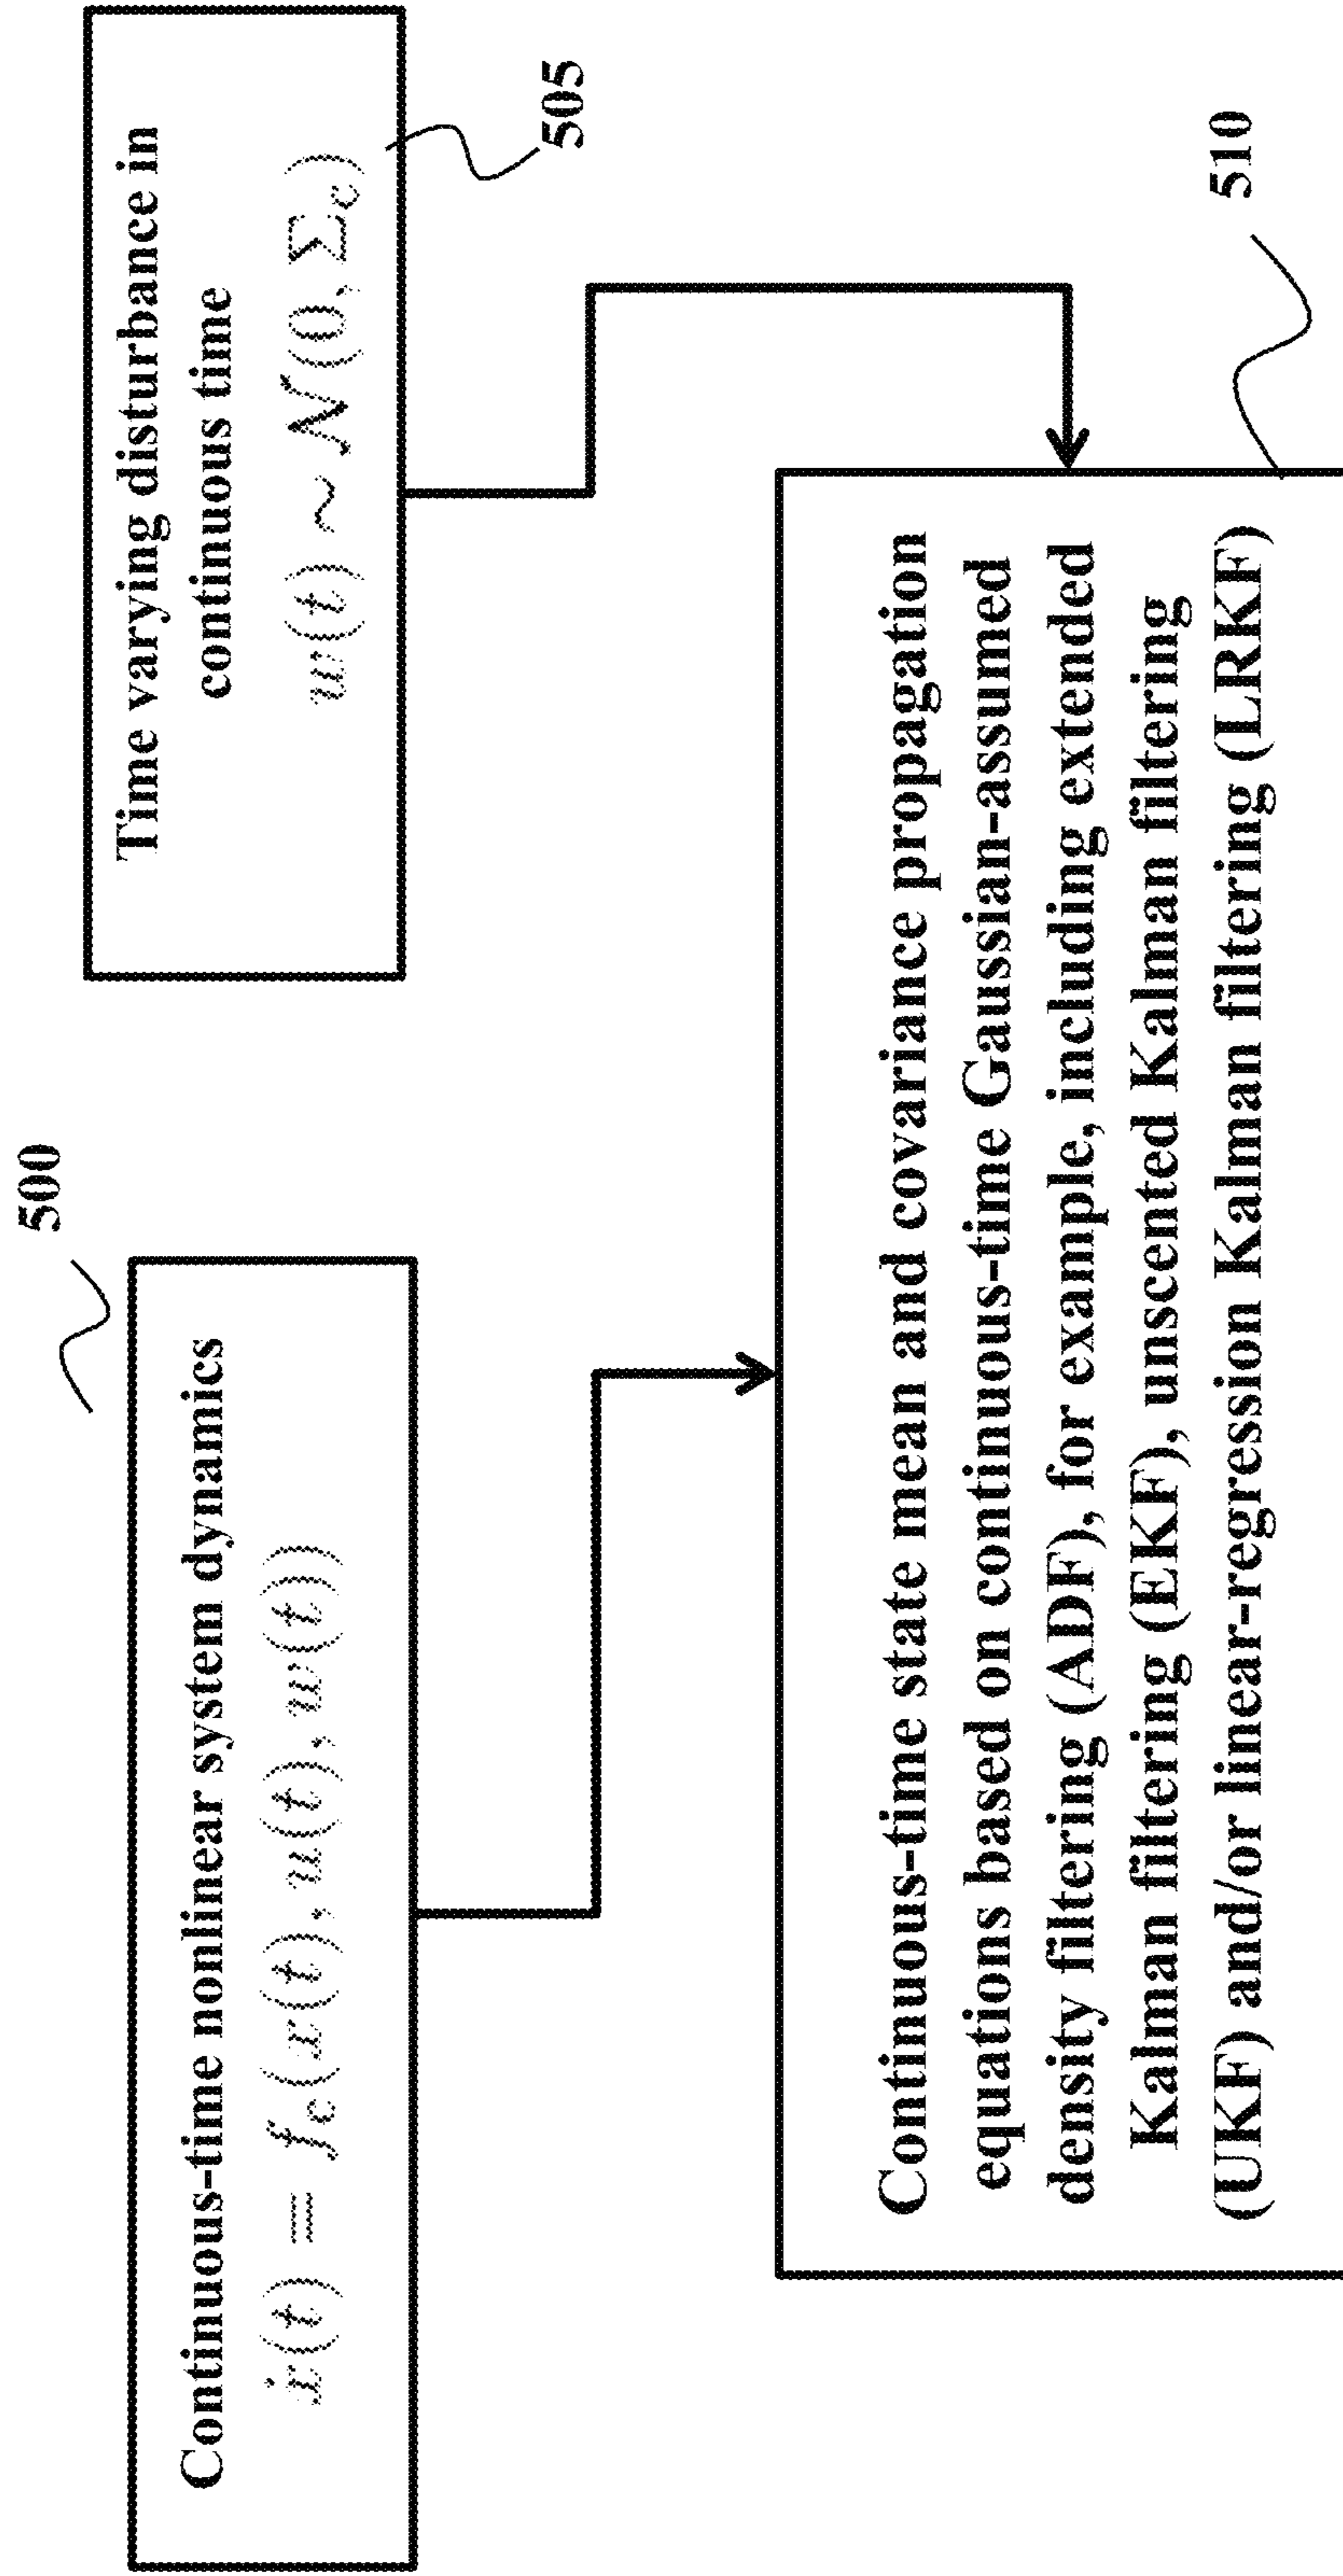 500
Continuous-time nonlinear system dynamics
ẋ(t) = f_c(x(t), u(t), w(t))
Time varying disturbance in
continuous time
w(t) ~ 𝒩(0, Σ_c)
505
510
Continuous-time state mean and covariance propagation
equations based on continuous-time Gaussian-assumed
density filtering (ADF), for example, including extended
Kalman filtering (EKF), unscented Kalman filtering
(UKF) and/or linear-regression Kalman filtering (LRKF)